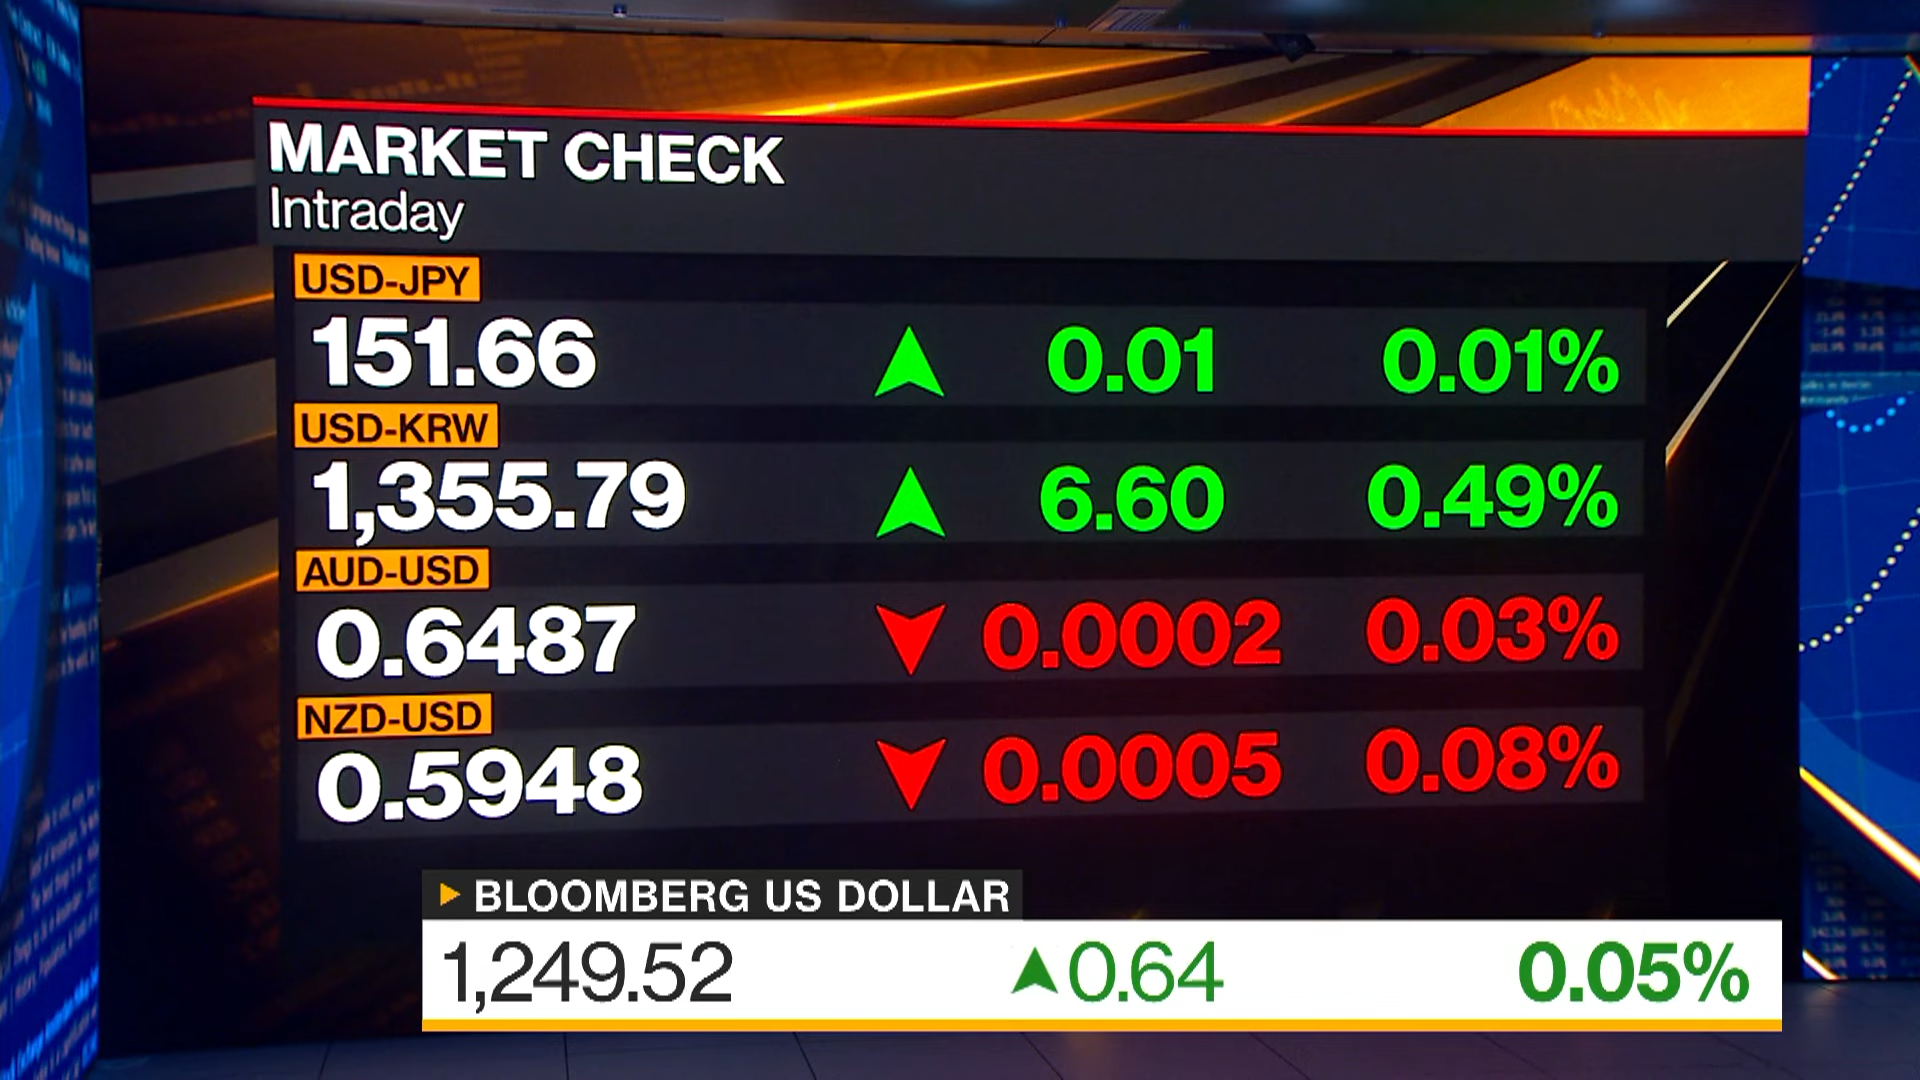 MARKET CHECK
Intraday
USD-JPY
151.66 ▲ 0.01 0.01%
USD-KRW
1,355.79 ▲ 6.60 0.49%
AUD-USD
0.6487 ▼ 0.0002 0.03%
NZD-USD
0.5948 ▼ 0.0005 0.08%
BLOOMBERG US DOLLAR
1,249.52 ▲ 0.64 0.05%